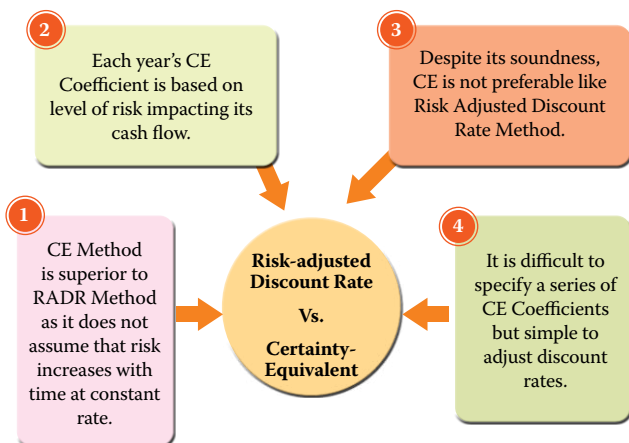 1
CE Method
is superior to
RADR Method
as it does not
assume that risk
increases with
time at constant
rate.
2
Each year's CE
Coefficient is based on
level of risk impacting its
cash flow.
3
Despite its soundness,
CE is not preferable like
Risk Adjusted Discount
Rate Method.
4
It is difficult to
specify a series of
CE Coefficients
but simple to
adjust discount
rates.
Risk-adjusted
Discount Rate
Vs.
Certainty-
Equivalent